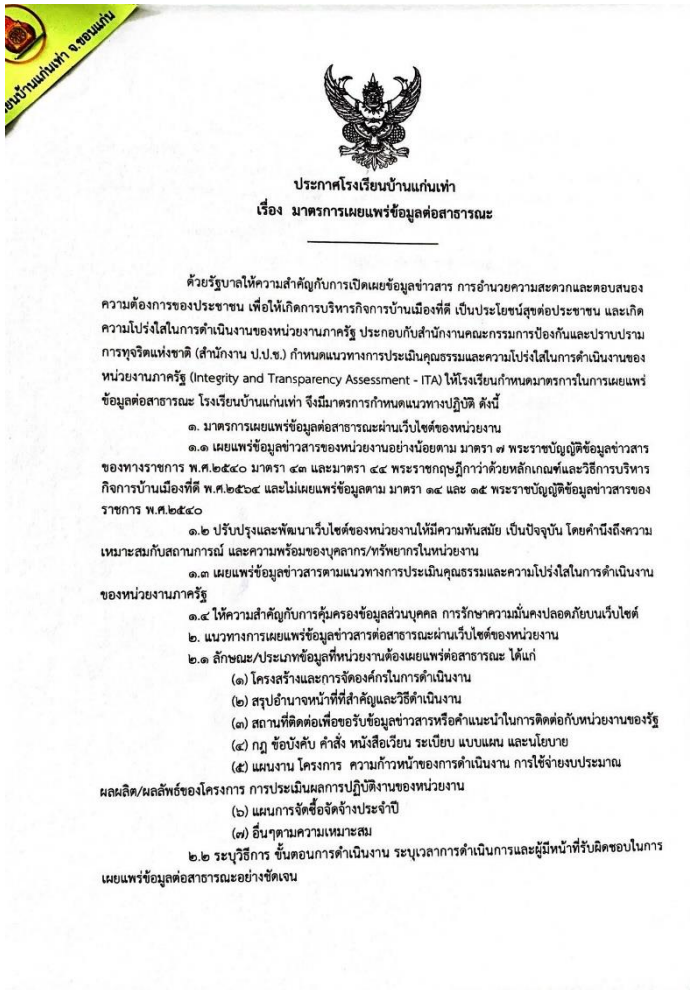 เรียนบ้านแก่นเท่า จ.ขอนแก่น
ประกาศโรงเรียนบ้านแก่นเท่า
เรื่อง มาตรการเผยแพร่ข้อมูลต่อสาธารณะ
ด้วยรัฐบาลให้ความสำคัญกับการเปิดเผยข้อมูลข่าวสาร การอำนวยความสะดวกและตอบสนอง
ความต้องการของประชาชน เพื่อให้เกิดการบริหารกิจการบ้านเมืองที่ดี เป็นประโยชน์สุขต่อประชาชน และเกิด
ความโปร่งใสในการดำเนินงานของหน่วยงานภาครัฐ ประกอบกับสำนักงานคณะกรรมการป้องกันและปราบปราม
การทุจริตแห่งชาติ (สำนักงาน ป.ป.ช.) กำหนดแนวทางการประเมินคุณธรรมและความโปร่งใสในการดำเนินงานของ
หน่วยงานภาครัฐ (Integrity and Transparency Assessment - ITA) ให้โรงเรียนกำหนดมาตรการในการเผยแพร่
ข้อมูลต่อสาธารณะ โรงเรียนบ้านแก่นเท่า จึงมีมาตรการกำหนดแนวทางปฏิบัติ ดังนี้
๑. มาตรการเผยแพร่ข้อมูลต่อสาธารณะผ่านเว็บไซต์ของหน่วยงาน
๑.๑ เผยแพร่ข้อมูลข่าวสารของหน่วยงานอย่างน้อยตาม มาตรา ๗ พระราชบัญญัติข้อมูลข่าวสาร
ของทางราชการ พ.ศ.๒๕๔๐ มาตรา ๔๓ และมาตรา ๔๔ พระราชกฤษฎีกาว่าด้วยหลักเกณฑ์และวิธีการบริหาร
กิจการบ้านเมืองที่ดี พ.ศ.๒๕๖๔ และไม่เผยแพร่ข้อมูลตาม มาตรา ๑๔ และ ๑๕ พระราชบัญญัติข้อมูลข่าวสารของ
ราชการ พ.ศ.๒๕๔๐
๑.๒ ปรับปรุงและพัฒนาเว็บไซต์ของหน่วยงานให้มีความทันสมัย เป็นปัจจุบัน โดยคำนึงถึงความ
เหมาะสมกับสถานการณ์ และความพร้อมของบุคลากร/ทรัพยากรในหน่วยงาน
๑.๓ เผยแพร่ข้อมูลข่าวสารตามแนวทางการประเมินคุณธรรมและความโปร่งใสในการดำเนินงาน
ของหน่วยงานภาครัฐ
๑.๔ ให้ความสำคัญกับการคุ้มครองข้อมูลส่วนบุคคล การรักษาความมั่นคงปลอดภัยบนเว็บไซต์
๒. แนวทางการเผยแพร่ข้อมูลข่าวสารต่อสาธารณะผ่านเว็บไซต์ของหน่วยงาน
๒.๑ ลักษณะ/ประเภทข้อมูลที่หน่วยงานต้องเผยแพร่ต่อสาธารณะ ได้แก่
(๑) โครงสร้างและการจัดองค์กรในการดำเนินงาน
(๒) สรุปอำนาจหน้าที่ที่สำคัญและวิธีดำเนินงาน
(๓) สถานที่ติดต่อเพื่อขอรับข้อมูลข่าวสารหรือคำแนะนำในการติดต่อกับหน่วยงานของรัฐ
(๔) กฎ ข้อบังคับ คำสั่ง หนังสือเวียน ระเบียบ แบบแผน และนโยบาย
(๕) แผนงาน โครงการ ความก้าวหน้าของการดำเนินงาน การใช้จ่ายงบประมาณ
ผลผลิต/ผลลัพธ์ของโครงการ การประเมินผลการปฏิบัติงานของหน่วยงาน
(๖) แผนการจัดซื้อจัดจ้างประจำปี
(๗) อื่นๆตามความเหมาะสม
๒.๒ ระบุวิธีการ ขั้นตอนการดำเนินงาน ระบุเวลาการดำเนินการและผู้มีหน้าที่รับผิดชอบในการ
เผยแพร่ข้อมูลต่อสาธารณะอย่างชัดเจน